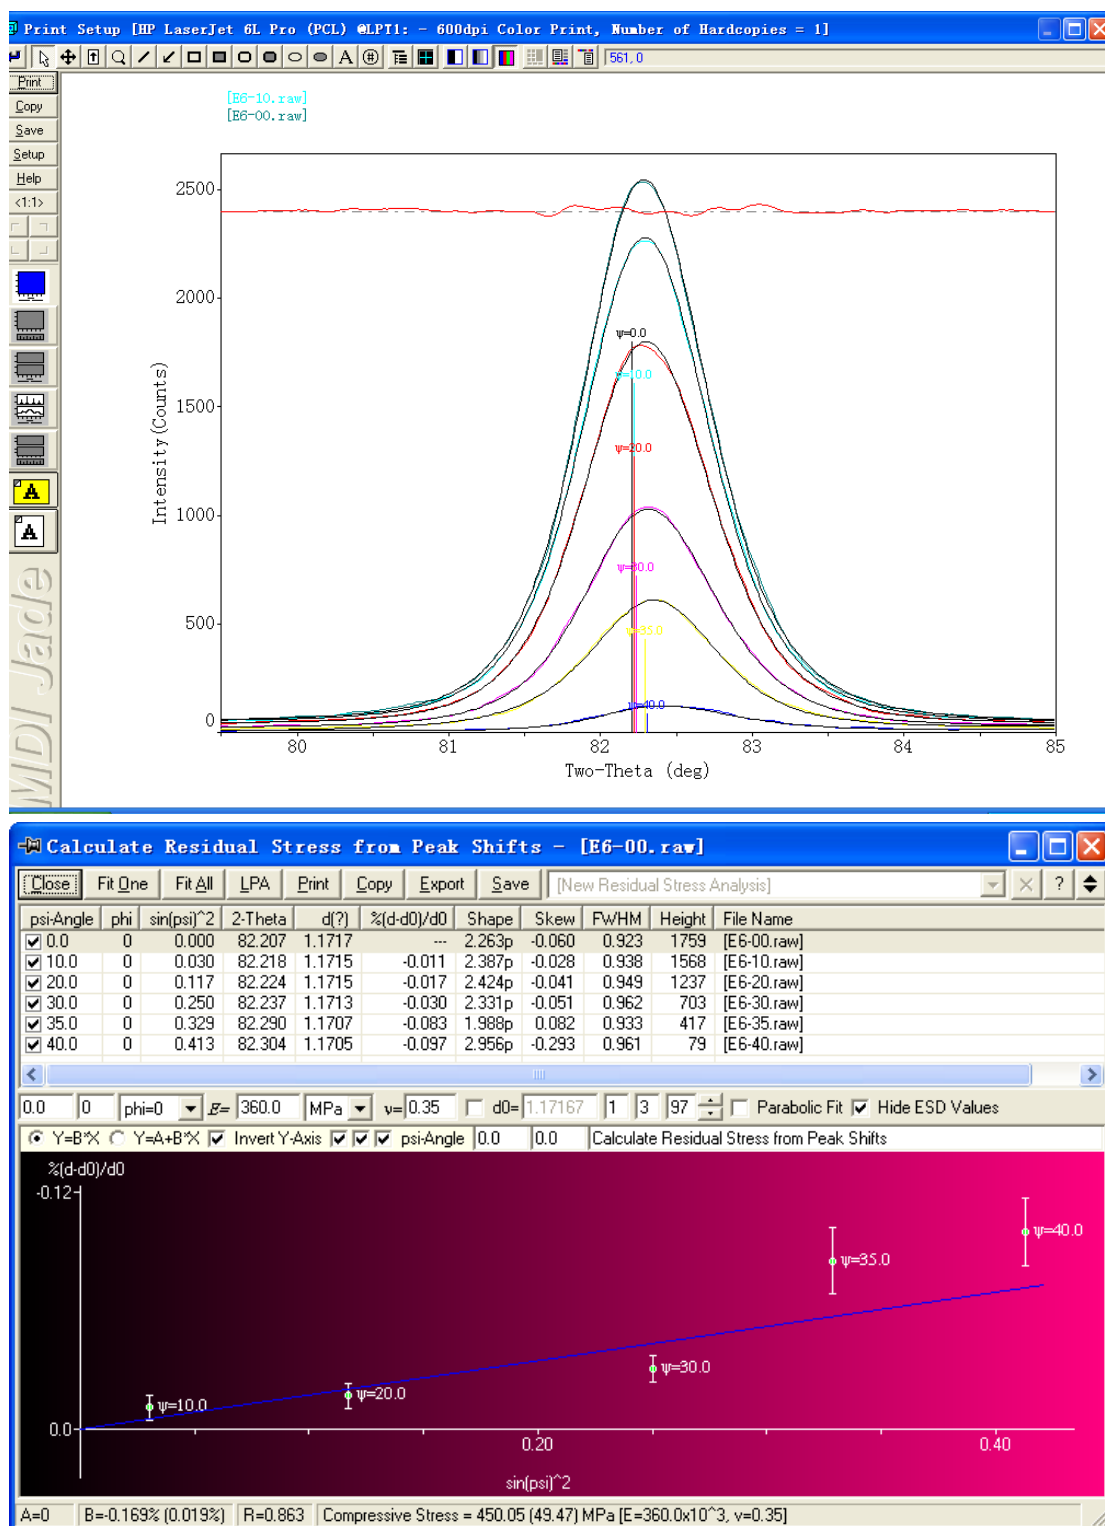 Print Setup [HP LaserJet 6L Pro (PCL) @LPT1: - 600dpi Color Print, Number of Hardcopies = 1]
A # 561,0
Print
Copy
Save
Setup
Help
<1:1>
A
A
MDI Jade
[E6-10.raw]
[E6-00.raw]
2500
2000
1500
1000
500
0
Intensity(Counts)
ψ=0.0
ψ=10.0
ψ=20.0
ψ=30.0
ψ=35.0
ψ=40.0
80 81 82 83 84 85
Two-Theta (deg)
Calculate Residual Stress from Peak Shifts - [E6-00.raw]
Close Fit One Fit All LPA Print Copy Export Save [New Residual Stress Analysis] ?
psi-Angle phi sin(psi)^2 2-Theta d(?) %(d-d0)/d0 Shape Skew FWHM Height File Name
0.0 0 0.000 82.207 1.1717 --- 2.263p -0.060 0.923 1759 [E6-00.raw]
10.0 0 0.030 82.218 1.1715 -0.011 2.387p -0.028 0.938 1568 [E6-10.raw]
20.0 0 0.117 82.224 1.1715 -0.017 2.424p -0.041 0.949 1237 [E6-20.raw]
30.0 0 0.250 82.237 1.1713 -0.030 2.331p -0.051 0.962 703 [E6-30.raw]
35.0 0 0.329 82.290 1.1707 -0.083 1.988p 0.082 0.933 417 [E6-35.raw]
40.0 0 0.413 82.304 1.1705 -0.097 2.956p -0.293 0.961 79 [E6-40.raw]
0.0 0 phi=0 E= 360.0 MPa ν= 0.35 d0= 1.17167 1 3 97 Parabolic Fit Hide ESD Values
Y=B*X Y=A+B*X Invert Y-Axis psi-Angle 0.0 0.0 Calculate Residual Stress from Peak Shifts
%(d-d0)/d0
-0.12
ψ=40.0
ψ=35.0
ψ=30.0
ψ=20.0
ψ=10.0
0.0
0.20 0.40
sin(psi)^2
A=0 B=-0.169% (0.019%) R=0.863 Compressive Stress = 450.05 (49.47) MPa [E=360.0x10^3, v=0.35]